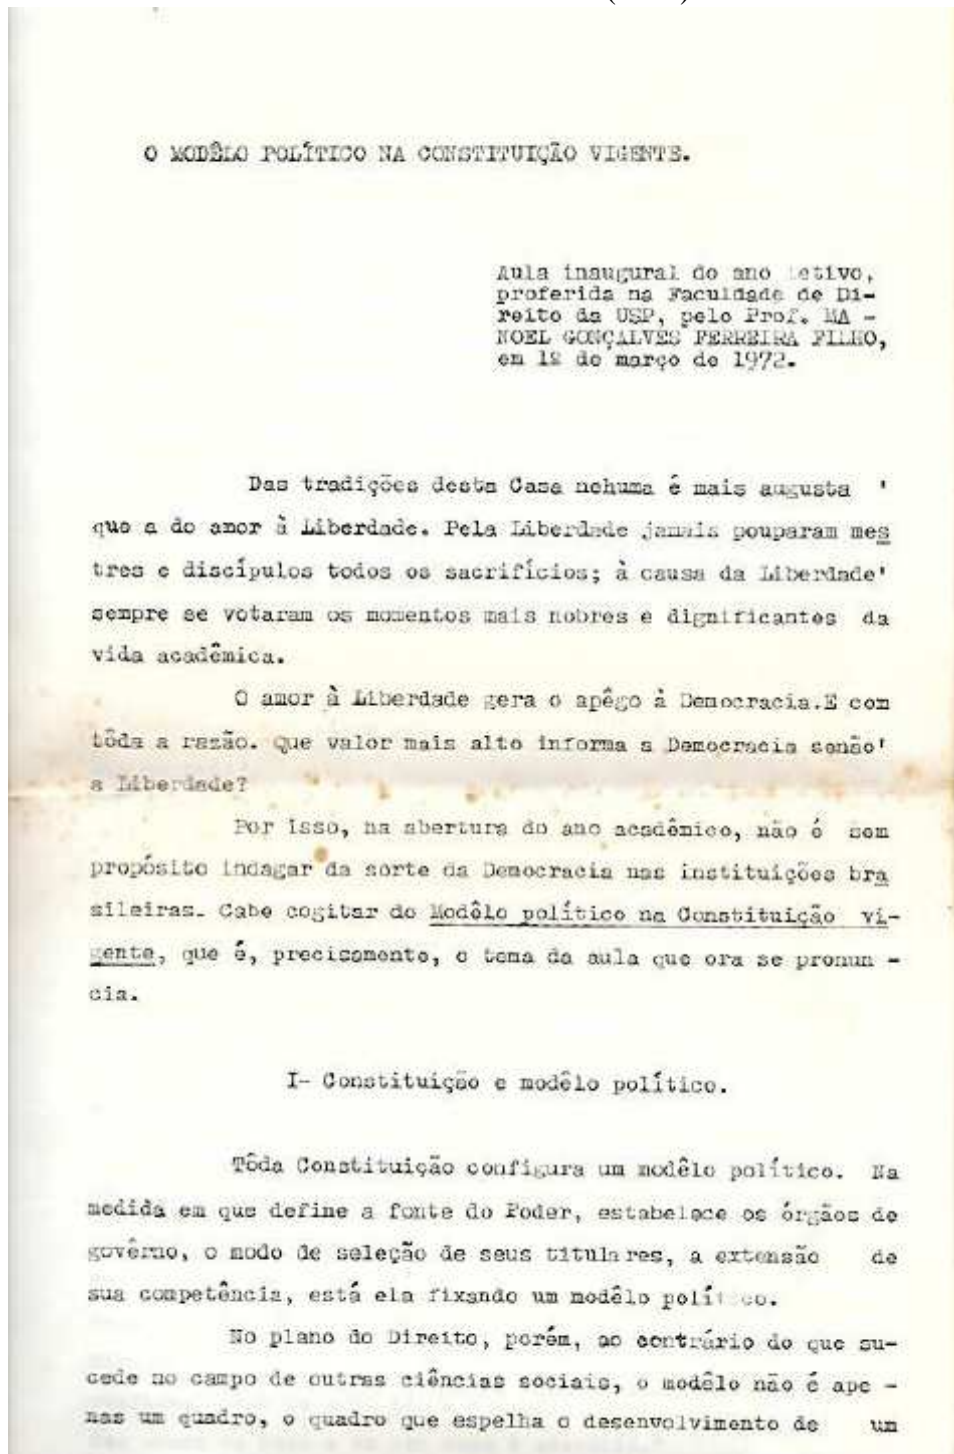 O MODÊLO POLÍTICO NA CONSTITUIÇÃO VIGENTE.
Aula inaugural do ano letivo,
proferida na Faculdade de Di-
reito da USP, pelo Prof. MA -
NOEL GONÇALVES FERREIRA FILHO,
em 1º de março de 1972.
Das tradições desta Casa nehuma é mais augusta '
que a do amor à Liberdade. Pela Liberdade jamais pouparam mes
tres e discípulos todos os sacrifícios; à causa da Liberdade'
sempre se votaram os momentos mais nobres e dignificantes da
vida acadêmica.
O amor à Liberdade gera o apêgo à Democracia.E com
tôda a razão. Que valor mais alto informa a Democracia senão'
a Liberdade?
Por isso, na abertura do ano acadêmico, não é sem
propósito indagar da sorte da Democracia nas instituições bra
sileiras. Cabe cogitar do Modêlo político na Constituição vi-
gente, que é, precisamente, o tema da aula que ora se pronun -
cia.
I- Constituição e modêlo político.
Tôda Constituição configura um modêlo político. Na
medida em que define a fonte do Poder, estabelece os órgãos de
govêrno, o modo de seleção de seus titulares, a extensão de
sua competência, está ela fixando um modêlo político.
No plano do Direito, porém, ao contrário do que su-
cede no campo de outras ciências sociais, o modêlo não é ape -
nas um quadro, o quadro que espelha o desenvolvimento de um